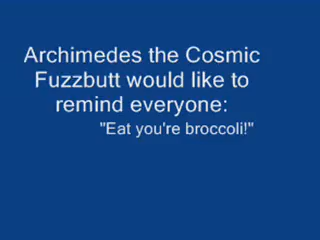 Archimedes the Cosmic
Fuzzbutt would like to
remind everyone:
"Eat you're broccoli!"